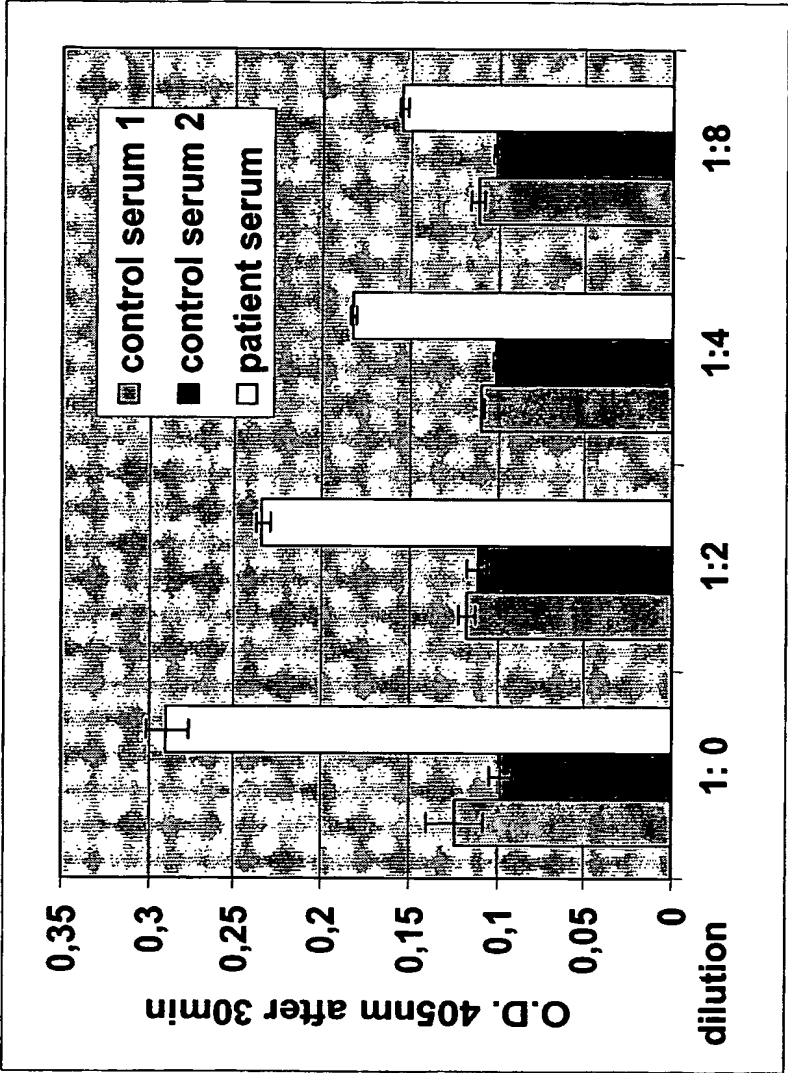 control serum 1
control serum 2
patient serum
O.D. 405nm after 30min
0,35
0,3
0,25
0,2
0,15
0,1
0,05
0
dilution
1: 0
1:2
1:4
1:8